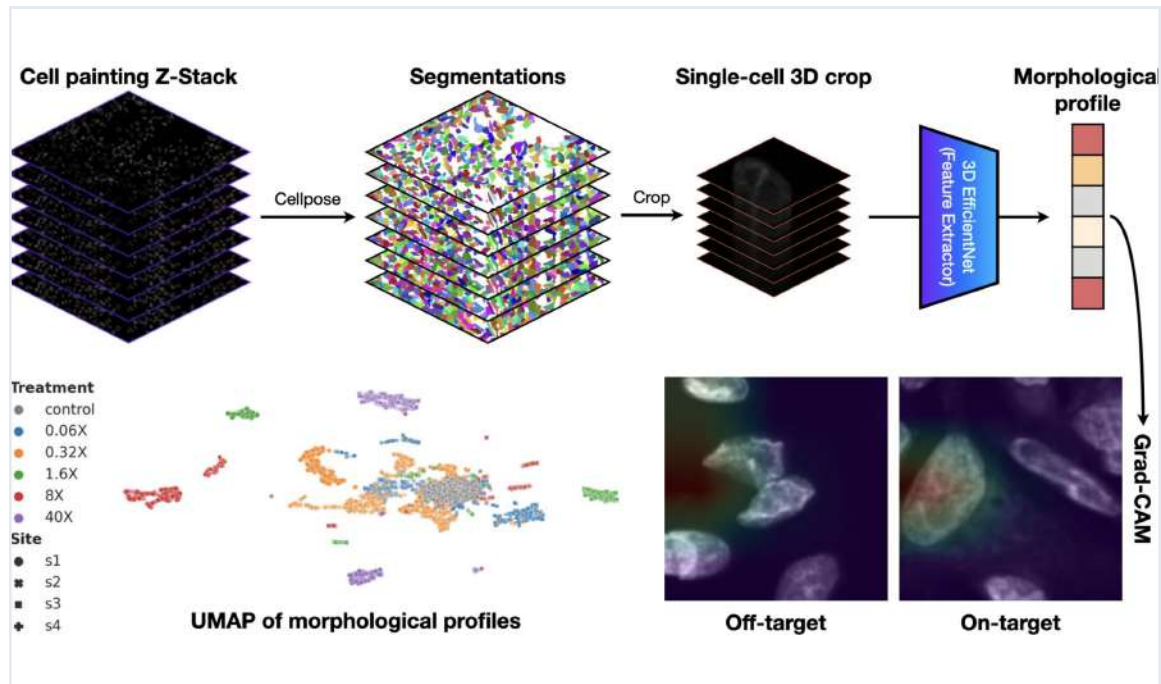 Cell painting Z-Stack
Segmentations
Single-cell 3D crop
Morphological
profile
Cellpose
Crop
3D EfficientNet
(Feature Extractor)
Treatment
control
0.06X
0.32X
1.6X
8X
40X
Site
s1
s2
s3
s4
UMAP of morphological profiles
Off-target
On-target
Grad-CAM